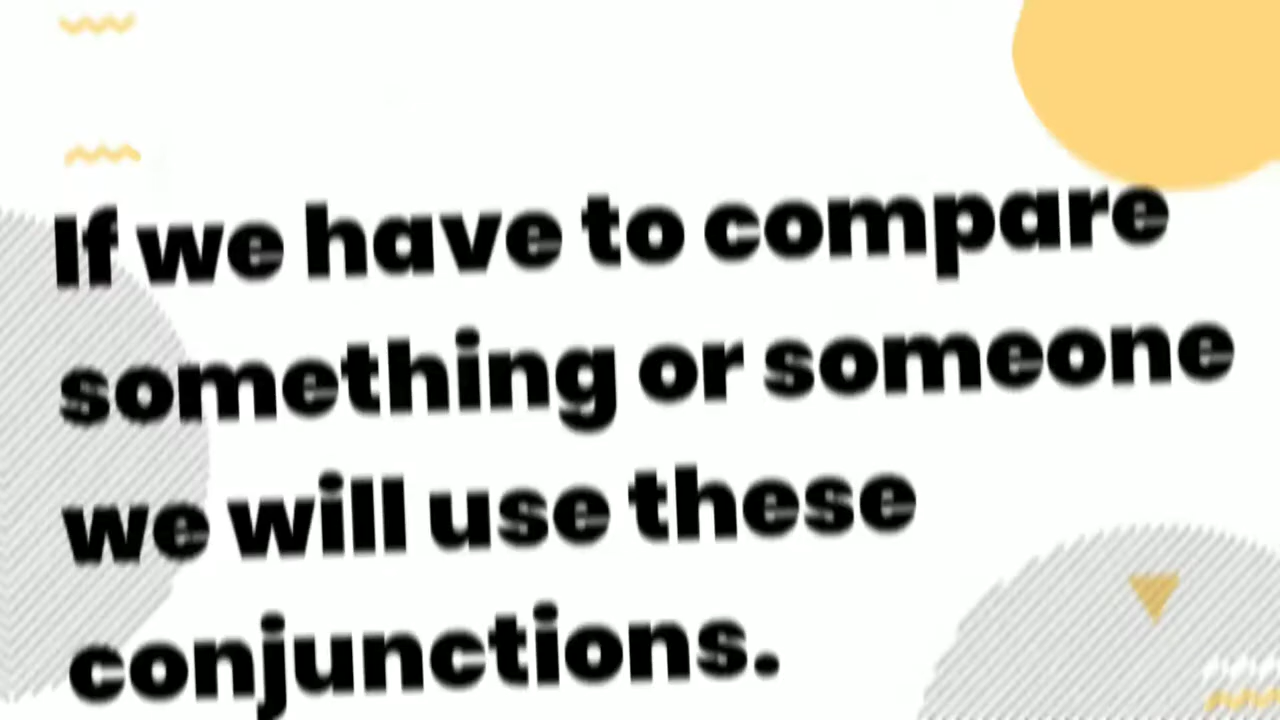 If we have to compare
something or someone
we will use these
conjunctions.